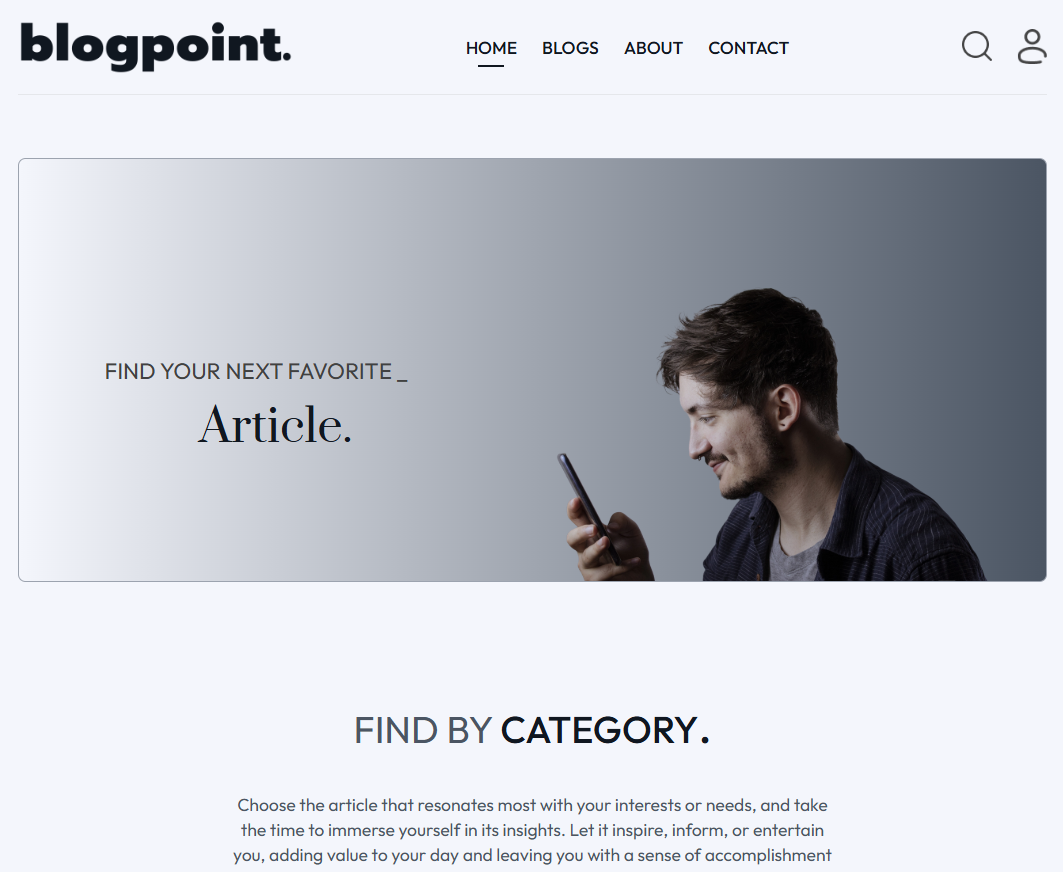 blogpoint.
HOME BLOGS ABOUT CONTACT
FIND YOUR NEXT FAVORITE _
Article.
FIND BY CATEGORY.
Choose the article that resonates most with your interests or needs, and take
the time to immerse yourself in its insights. Let it inspire, inform, or entertain
you, adding value to your day and leaving you with a sense of accomplishment